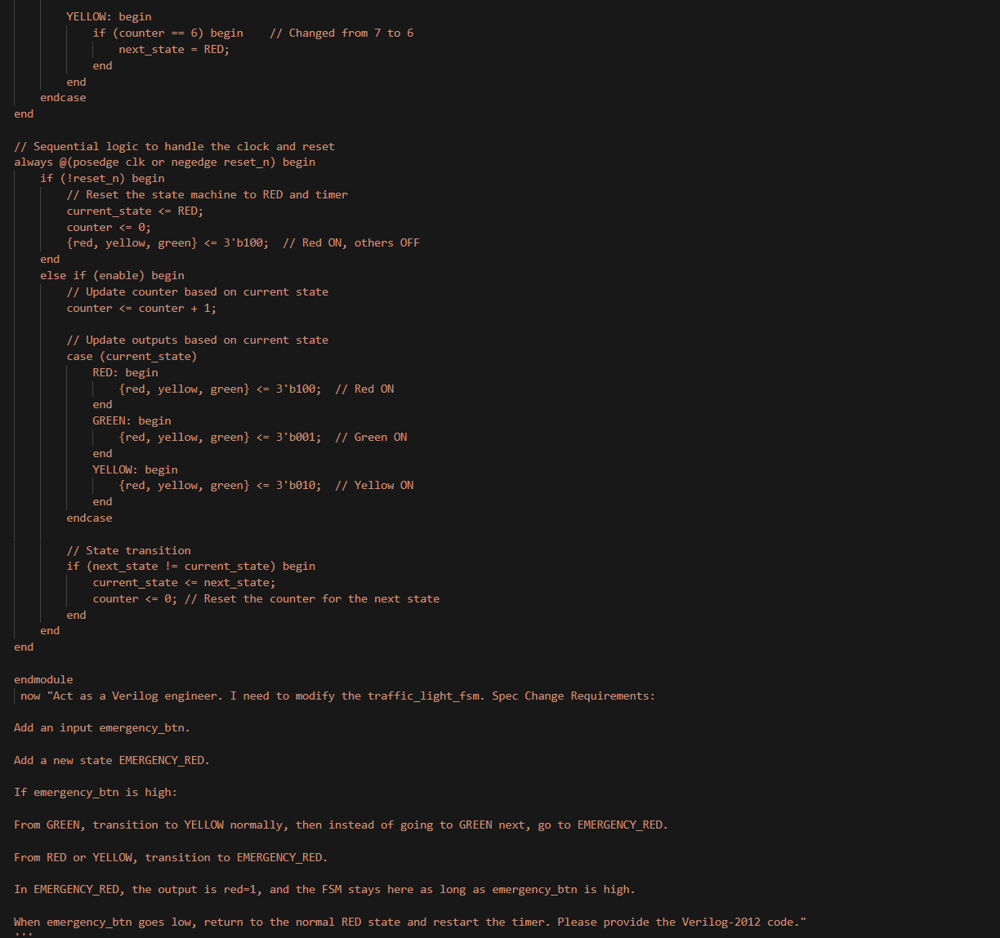 YELLOW: begin
if (counter == 6) begin    // Changed from 7 to 6
next_state = RED;
end
end
endcase
end
// Sequential logic to handle the clock and reset
always @(posedge clk or negedge reset_n) begin
if (!reset_n) begin
// Reset the state machine to RED and timer
current_state <= RED;
counter <= 0;
{red, yellow, green} <= 3'b100;  // Red ON, others OFF
end
else if (enable) begin
// Update counter based on current state
counter <= counter + 1;
// Update outputs based on current state
case (current_state)
RED: begin
{red, yellow, green} <= 3'b100;  // Red ON
end
GREEN: begin
{red, yellow, green} <= 3'b001;  // Green ON
end
YELLOW: begin
{red, yellow, green} <= 3'b010;  // Yellow ON
end
endcase
// State transition
if (next_state != current_state) begin
current_state <= next_state;
counter <= 0; // Reset the counter for the next state
end
end
end
endmodule
now "Act as a Verilog engineer. I need to modify the traffic_light_fsm. Spec Change Requirements:
Add an input emergency_btn.
Add a new state EMERGENCY_RED.
If emergency_btn is high:
From GREEN, transition to YELLOW normally, then instead of going to GREEN next, go to EMERGENCY_RED.
From RED or YELLOW, transition to EMERGENCY_RED.
In EMERGENCY_RED, the output is red=1, and the FSM stays here as long as emergency_btn is high.
When emergency_btn goes low, return to the normal RED state and restart the timer. Please provide the Verilog-2012 code."
'''